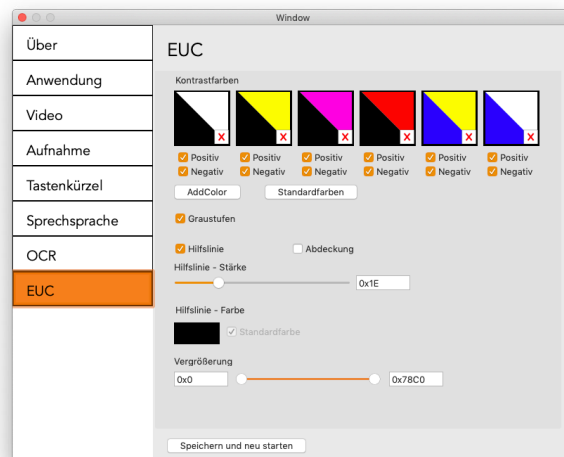 Window
Über
Anwendung
Video
Aufnahme
Tastenkürzel
Sprechsprache
OCR
EUC
EUC
Kontrastfarben
X X X X X X
Positiv Positiv Positiv Positiv Positiv Positiv
Negativ Negativ Negativ Negativ Negativ Negativ
AddColor Standardfarben
Graustufen
Hilfslinie Abdeckung
Hilfslinie - Stärke
0x1E
Hilfslinie - Farbe
Standardfarbe
Vergrößerung
0x0 0x78C0
Speichern und neu starten